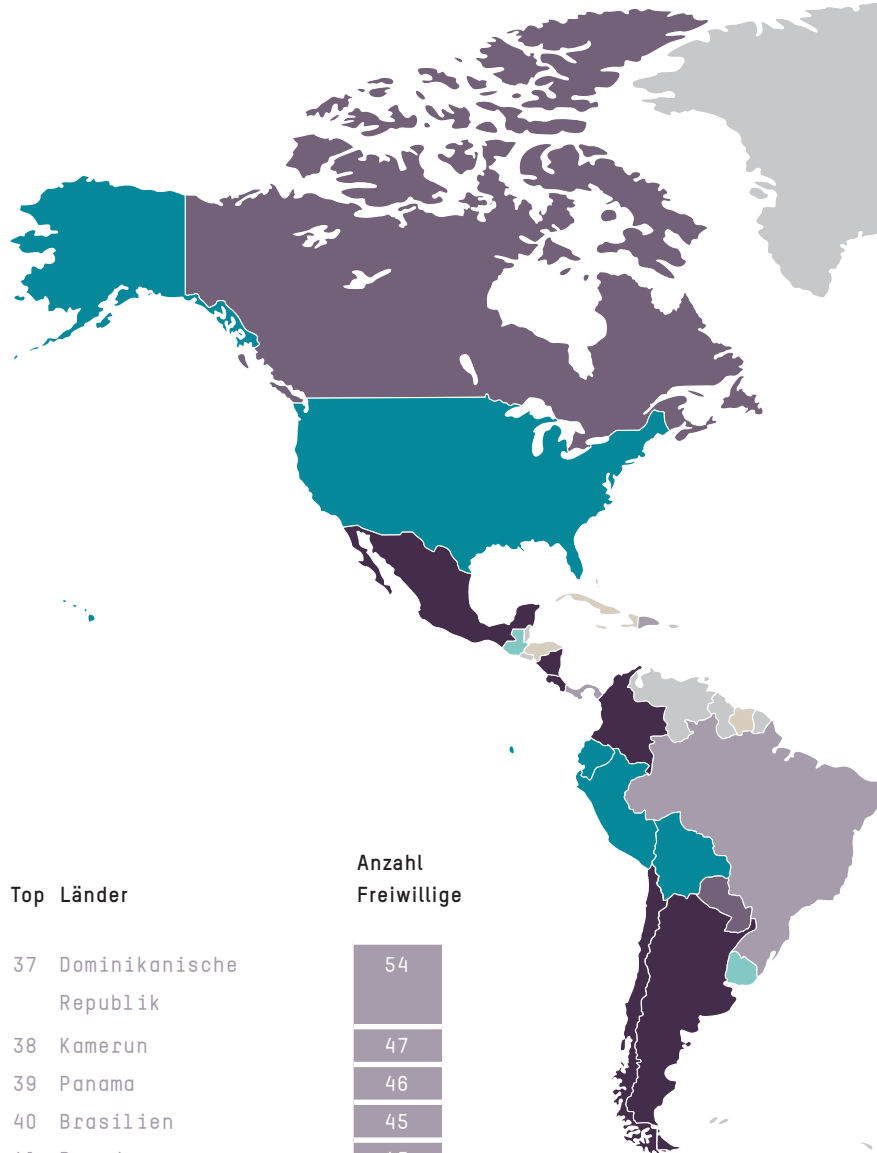 Anzahl
Top Länder Freiwillige
37 Dominikanische 54
Republik
38 Kamerun 47
39 Panama 46
40 Brasilien 45